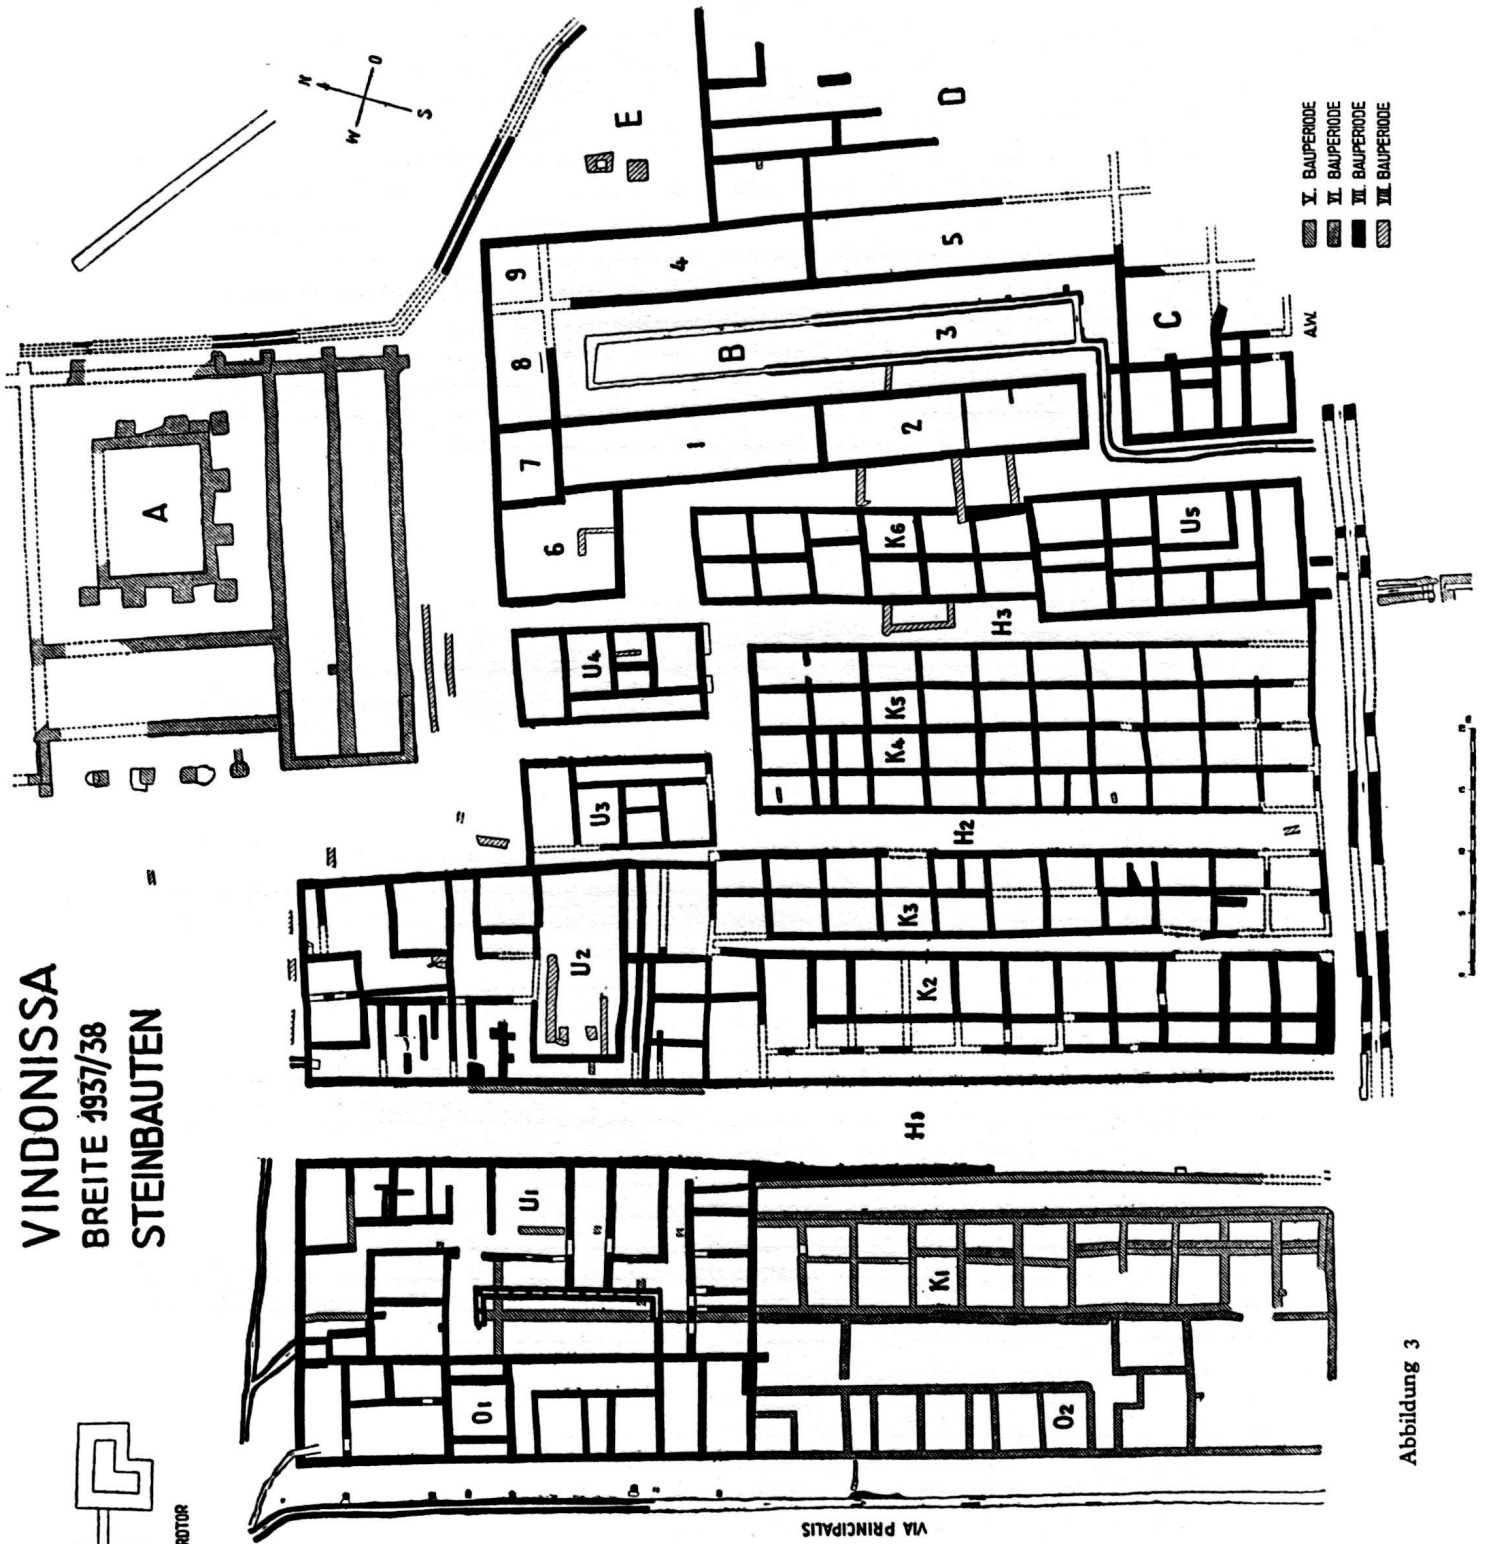 VINDONISSA
BREITE 1937/38
STEINBAUTEN
N
O
S
W
A
E
D
9
8
7
6
4
5
B
3
1
2
C
A.W.
V. BAUPERIODE
VI. BAUPERIODE
VII. BAUPERIODE
VIII. BAUPERIODE
U4
U3
U2
U1
K6
U5
H3
K5
K4
H2
K3
K2
H1
K1
O1
O2
VIA PRINCIPALIS
Abbildung 3